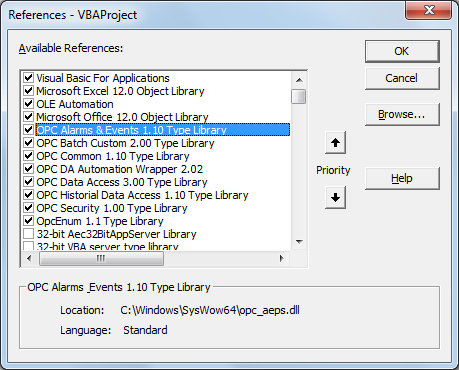 References - VBAProject
Available References:
OK
Visual Basic For Applications
Microsoft Excel 12.0 Object Library
Cancel
OLE Automation
Microsoft Office 12.0 Object Library
Browse...
OPC Alarms & Events 1.10 Type Library
OPC Batch Custom 2.00 Type Library
OPC Common 1.10 Type Library
OPC DA Automation Wrapper 2.02
Priority
OPC Data Access 3.00 Type Library
Help
OPC Historial Data Access 1.10 Type Library
OPC Security 1.00 Type Library
OpcEnum 1.1 Type Library
32-bit Aec32BitAppServer Library
32-bit VBA server type library
OPC Alarms _Events 1.10 Type Library
Location: C:\Windows\SysWow64\opc_aeps.dll
Language: Standard